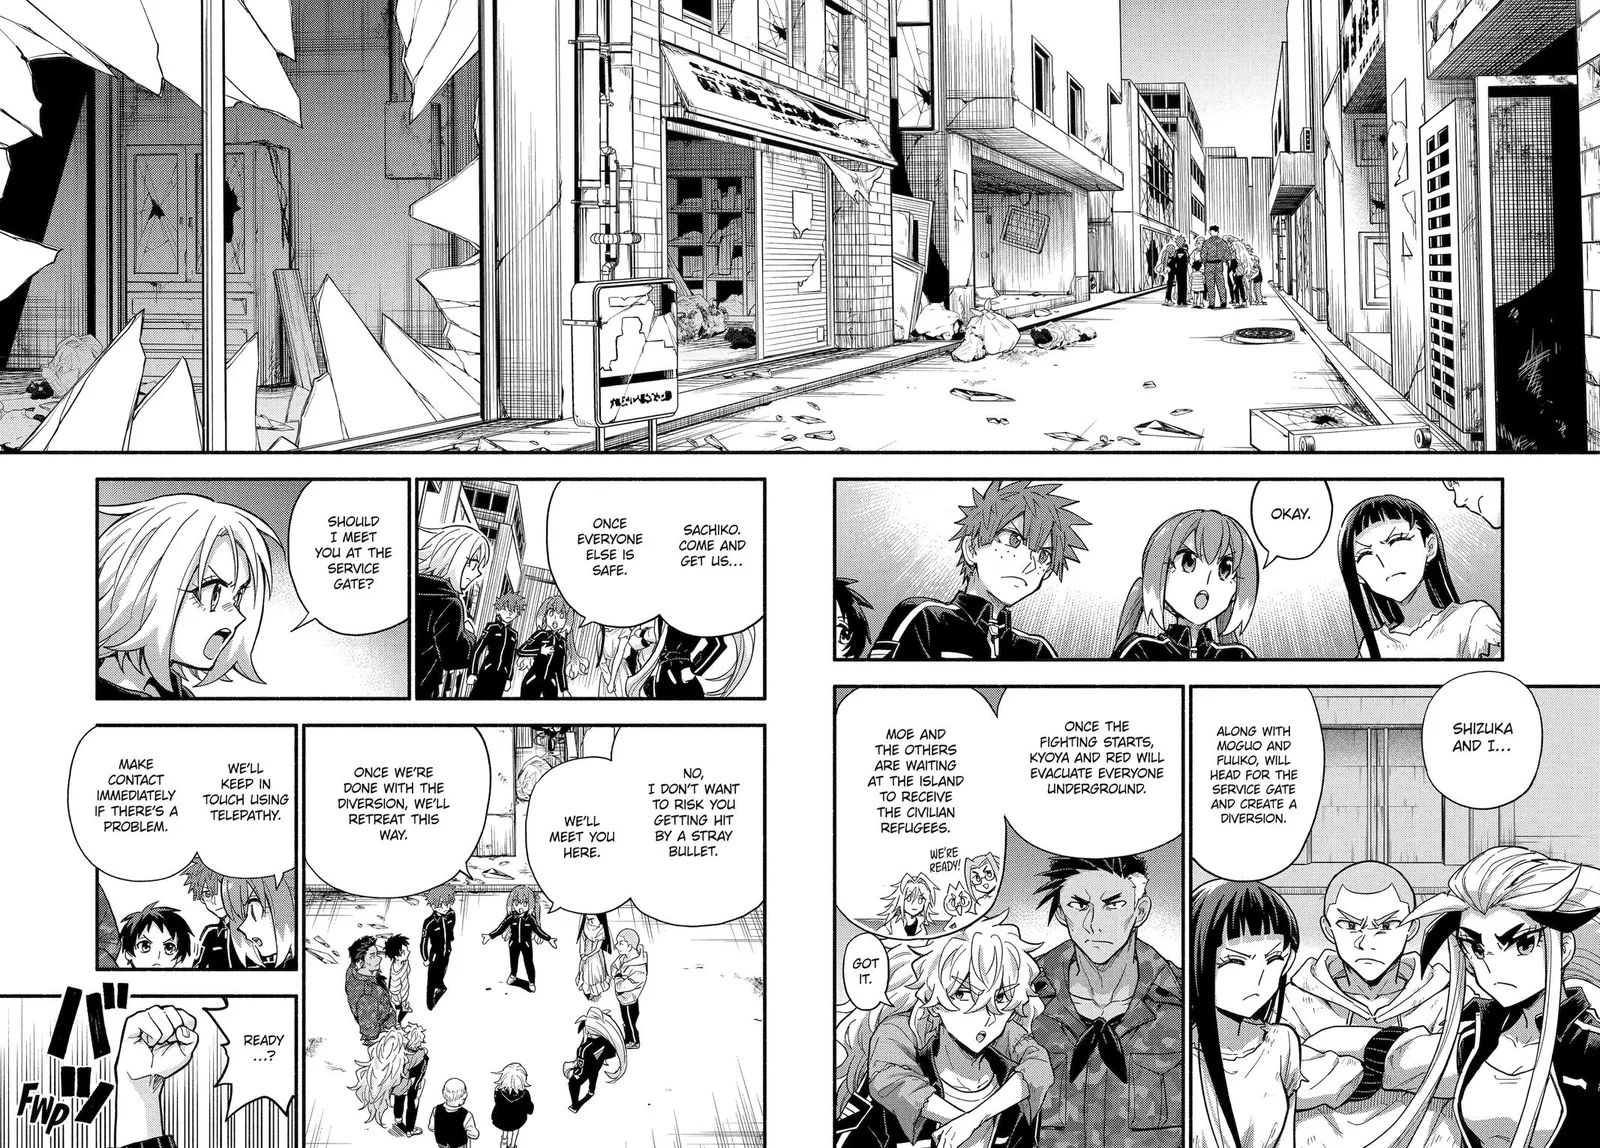 OKAY.
SHIZUKA
AND I...
ALONG WITH
MOGUO AND
FUUKO, WILL
HEAD FOR THE
SERVICE GATE
AND CREATE A
DIVERSION.
ONCE THE
FIGHTING STARTS,
KYOYA AND RED WILL
EVACUATE EVERYONE
UNDERGROUND.
MOE AND
THE OTHERS
ARE WAITING
AT THE ISLAND
TO RECEIVE
THE CIVILIAN
REFUGEES.
WE'RE
READY!
GOT
IT.
SACHIKO.
COME AND
GET US...
ONCE
EVERYONE
ELSE IS
SAFE.
SHOULD
I MEET
YOU AT THE
SERVICE
GATE?
NO,
I DON'T WANT
TO RISK YOU
GETTING HIT
BY A STRAY
BULLET.
WE'LL
MEET YOU
HERE.
ONCE WE'RE
DONE WITH THE
DIVERSION, WE'LL
RETREAT THIS
WAY.
WE'LL
KEEP IN
TOUCH USING
TELEPATHY.
MAKE
CONTACT
IMMEDIATELY
IF THERE'S A
PROBLEM.
READY
...?
バッ
FWP